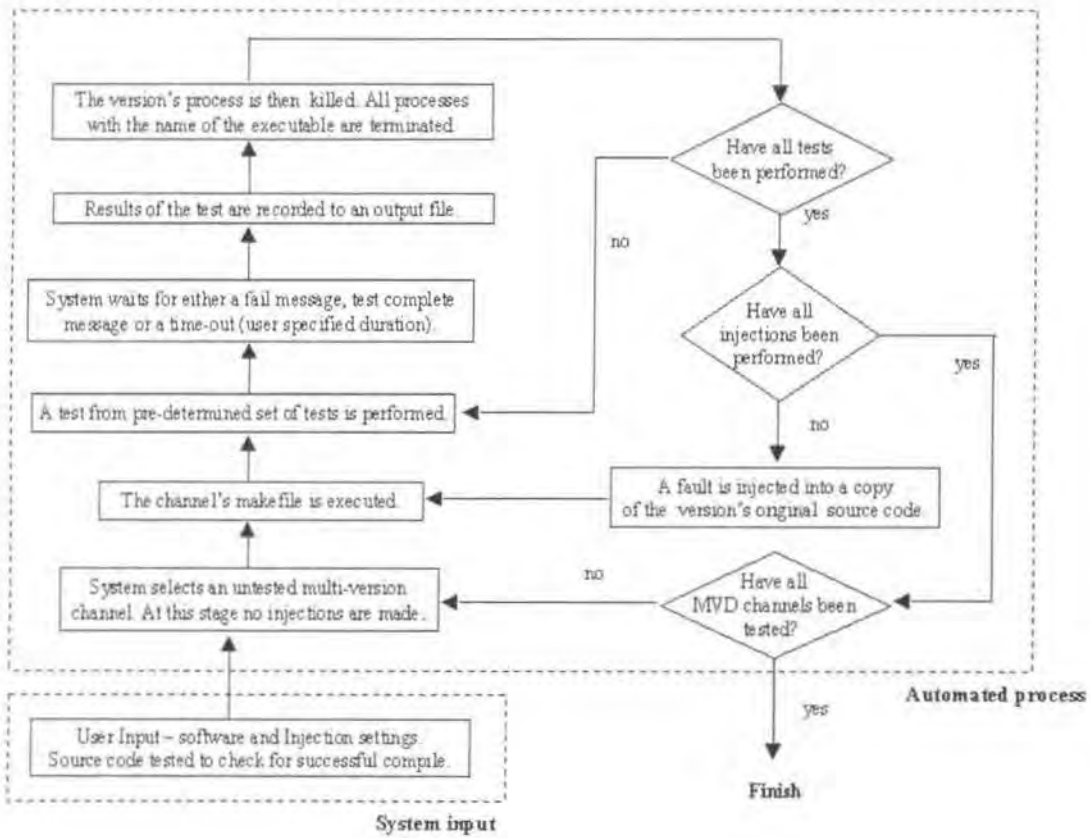 The version's process is then killed. All processes
with the name of the executable are terminated
Results of the test are recorded to an output file.
System waits for either a fail message, test complete
message or a time-out (user specified duration).
A test from pre-determined set of tests is performed.
The channel's makefile is executed.
System selects an untested multi-version
channel. At this stage no injections are made.
User Input – software and Injection settings.
Source code tested to check for successful compile.
System input
Have all tests
been performed?
yes
no
Have all
injections been
performed?
yes
no
A fault is injected into a copy
of the version's original source code.
Have all
MVD channels been
tested?
no
yes
Automated process
Finish